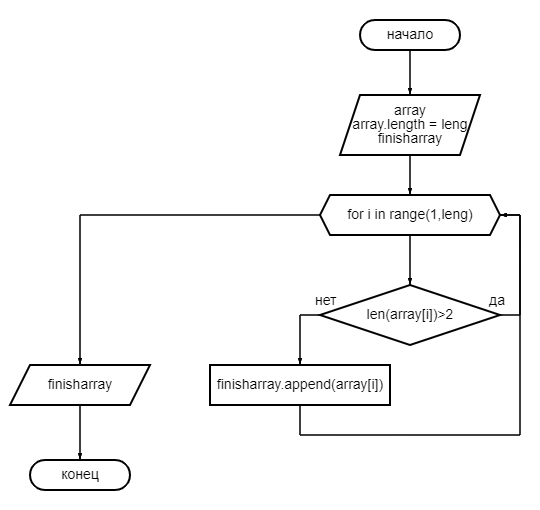 начало
array
array.length = leng
finisharray
for i in range(1,leng)
нет
да
len(array[i])>2
finisharray
finisharray.append(array[i])
конец